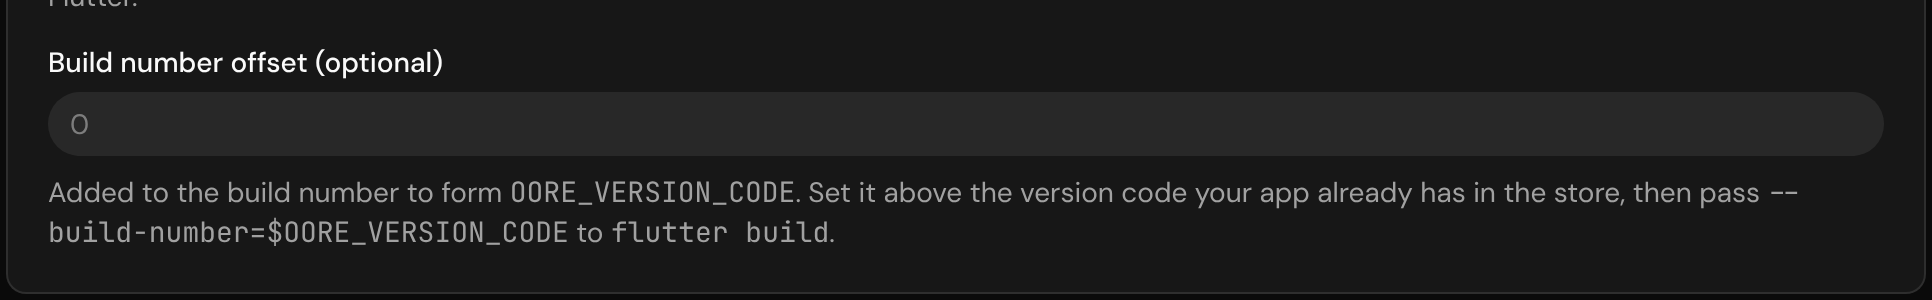 Flutter.
Build number offset (optional)
0
Added to the build number to form OORE_VERSION_CODE. Set it above the version code your app already has in the store, then pass --
build-number=$OORE_VERSION_CODE to flutter build.